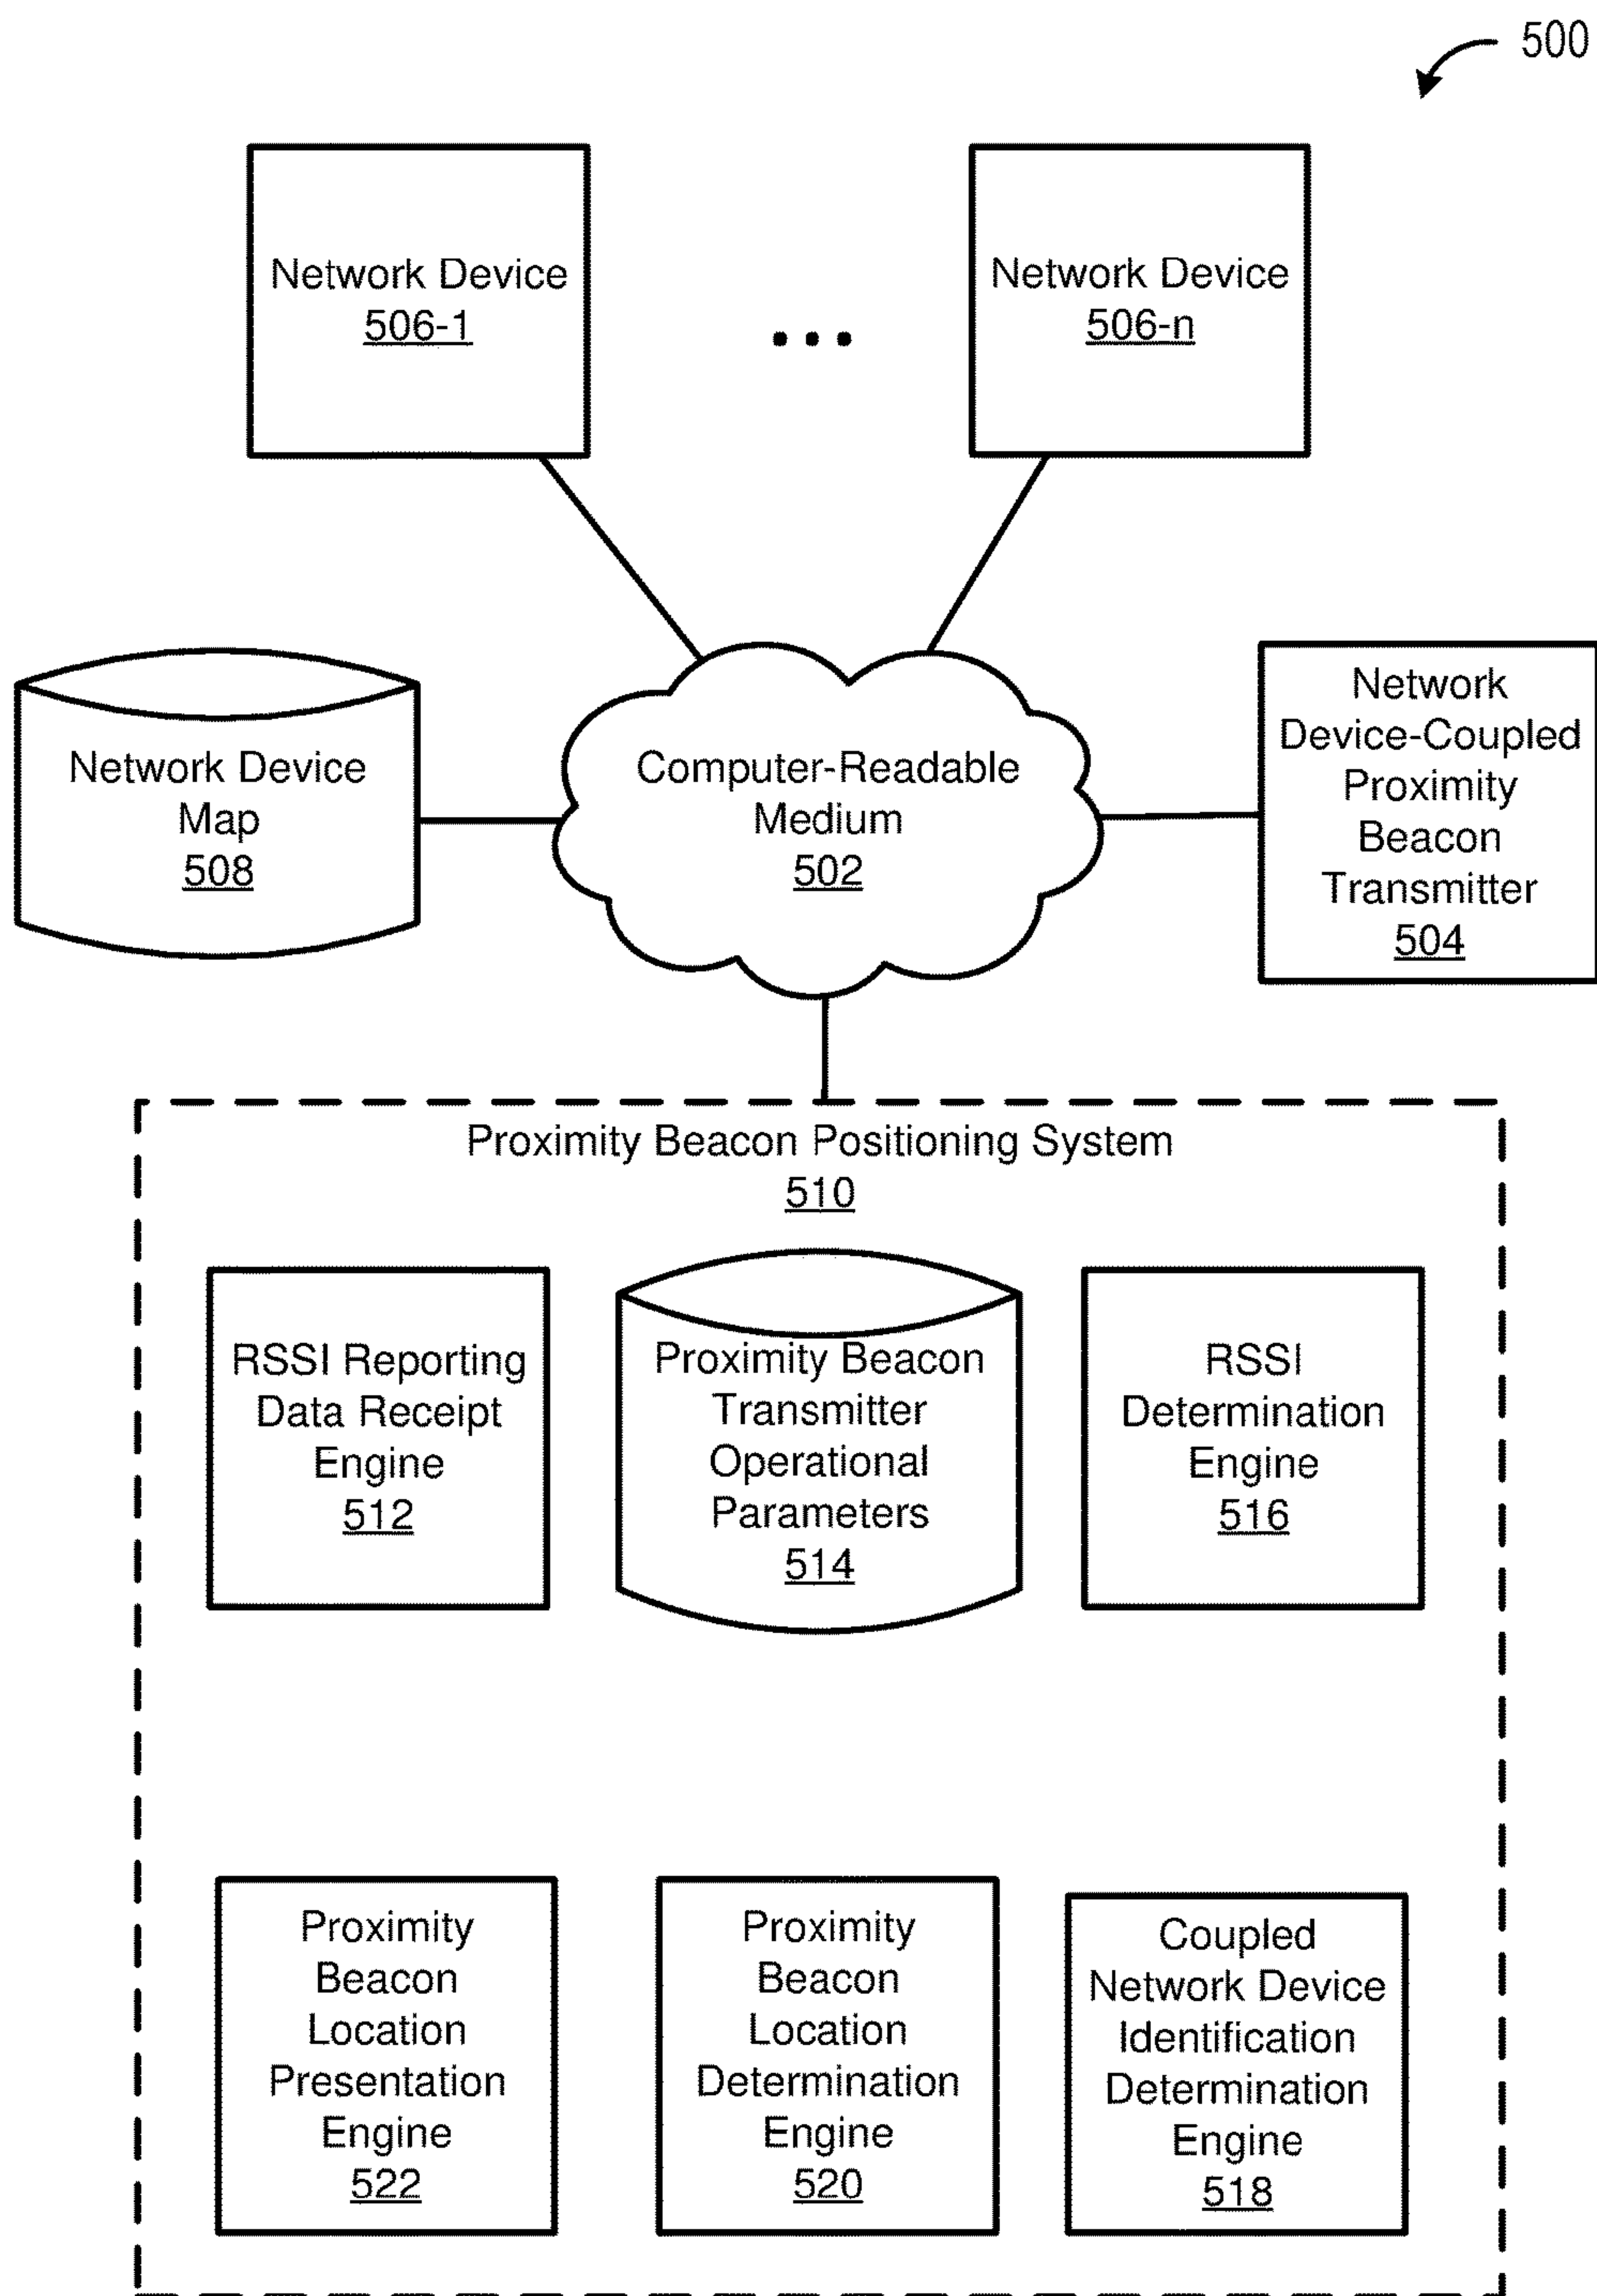 500
Network Device
506-1
...
Network Device
506-n
Network Device
Map
508
Computer-Readable
Medium
502
Network
Device-Coupled
Proximity
Beacon
Transmitter
504
Proximity Beacon Positioning System
510
RSSI Reporting
Data Receipt
Engine
512
Proximity Beacon
Transmitter
Operational
Parameters
514
RSSI
Determination
Engine
516
Proximity
Beacon
Location
Presentation
Engine
522
Proximity
Beacon
Location
Determination
Engine
520
Coupled
Network Device
Identification
Determination
Engine
518